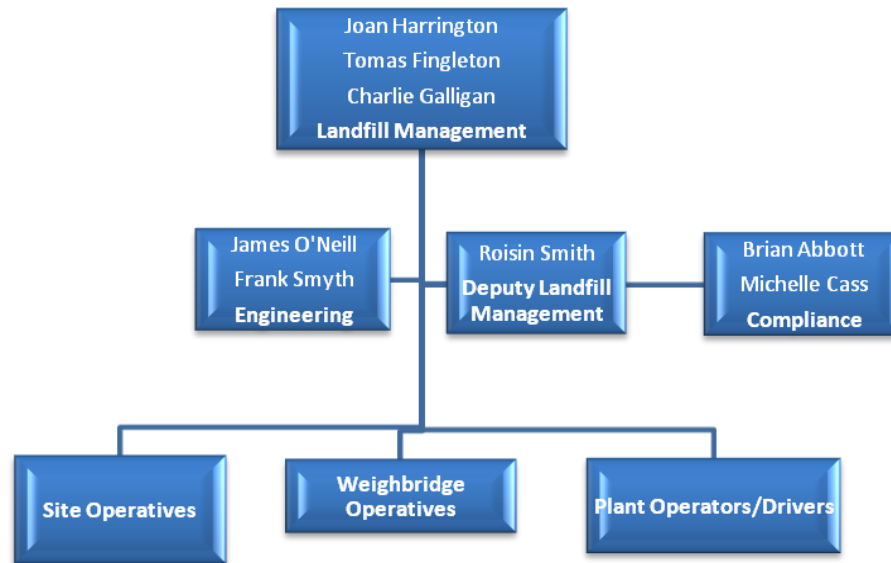 Joan Harrington
Tomas Fingleton
Charlie Galligan
Landfill Management
James O'Neill
Frank Smyth
Engineering
Roisin Smith
Deputy Landfill
Management
Brian Abbott
Michelle Cass
Compliance
Site Operatives
Weighbridge
Operatives
Plant Operators/Drivers